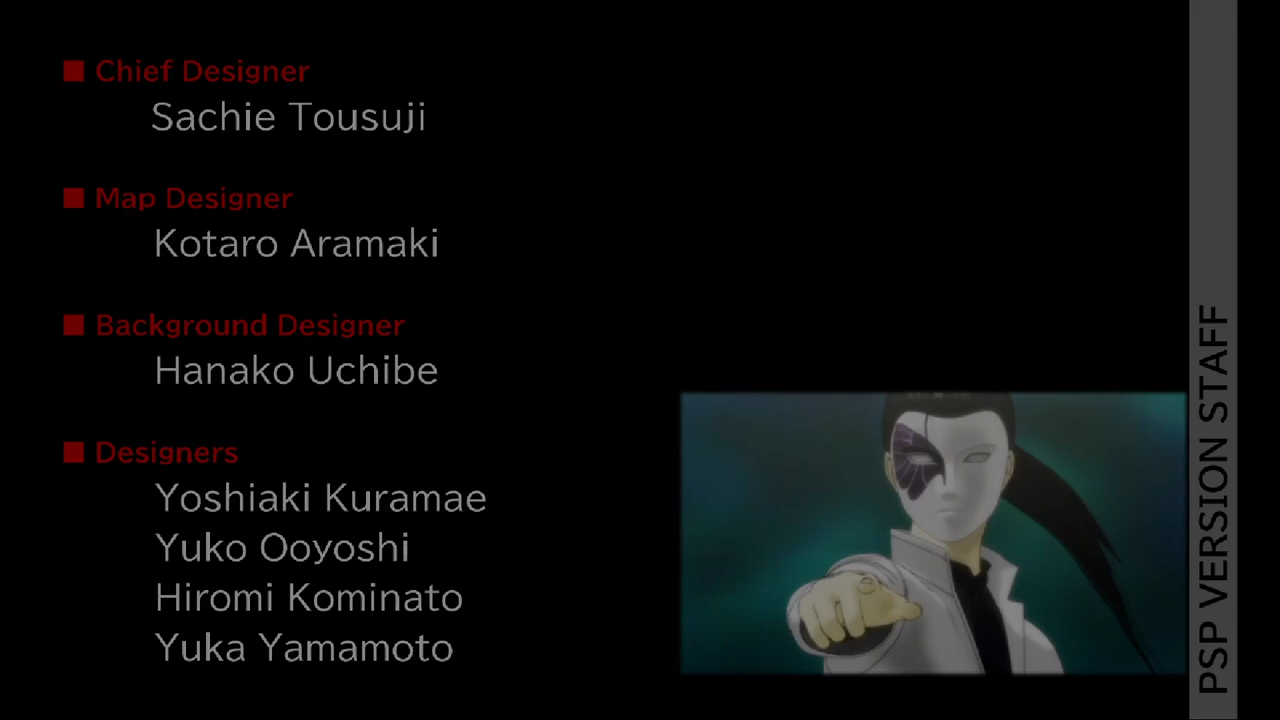 ■ Chief Designer
Sachie Tousuji
■ Map Designer
Kotaro Aramaki
■ Background Designer
Hanako Uchibe
■ Designers
Yoshiaki Kuramae
Yuko Ooyoshi
Hiromi Kominato
Yuka Yamamoto
PSP VERSION STAFF